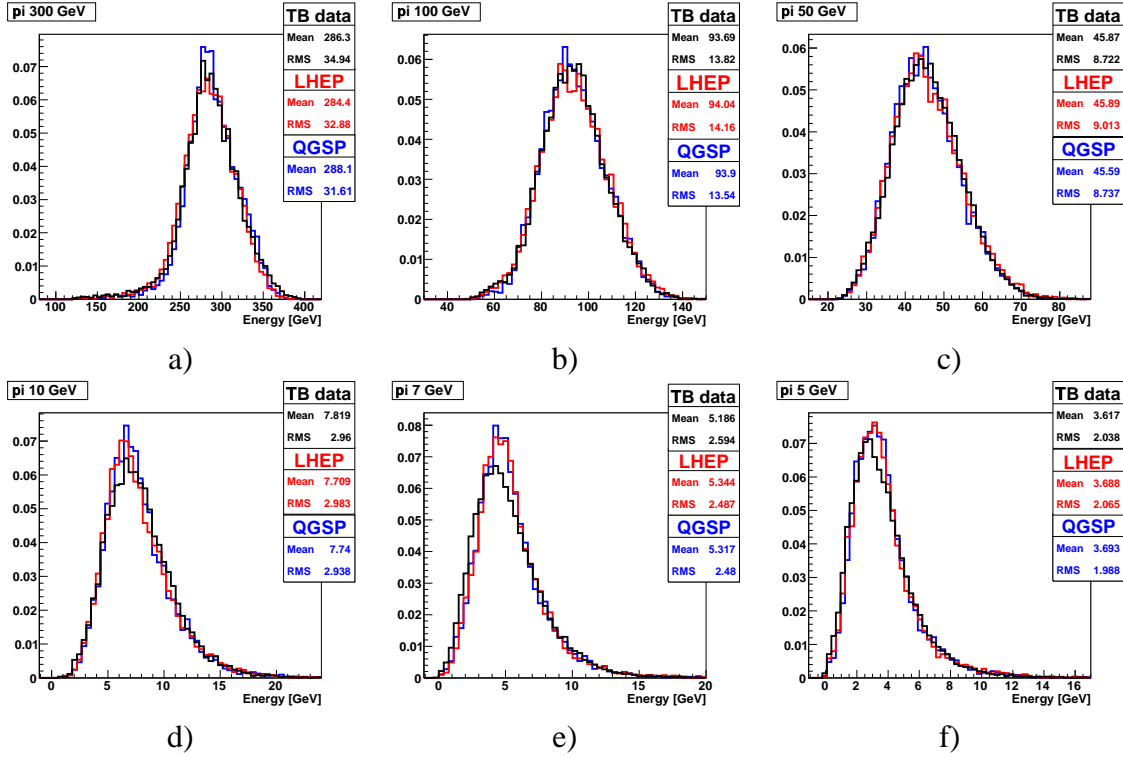 pi 300 GeV
TB data
Mean 286.3
RMS 34.94
LHEP
Mean 284.4
RMS 32.88
QGSP
Mean 288.1
RMS 31.61
0.07
0.06
0.05
0.04
0.03
0.02
0.01
0
100 150 200 250 300 350 400
Energy [GeV]
a)
pi 100 GeV
TB data
Mean 93.69
RMS 13.82
LHEP
Mean 94.04
RMS 14.16
QGSP
Mean 93.9
RMS 13.54
0.06
0.05
0.04
0.03
0.02
0.01
0
40 60 80 100 120 140
Energy [GeV]
b)
pi 50 GeV
TB data
Mean 45.87
RMS 8.722
LHEP
Mean 45.89
RMS 9.013
QGSP
Mean 45.59
RMS 8.737
0.06
0.05
0.04
0.03
0.02
0.01
0
20 30 40 50 60 70 80
Energy [GeV]
c)
pi 10 GeV
TB data
Mean 7.819
RMS 2.96
LHEP
Mean 7.709
RMS 2.983
QGSP
Mean 7.74
RMS 2.938
0.07
0.06
0.05
0.04
0.03
0.02
0.01
0
0 5 10 15 20
Energy [GeV]
d)
pi 7 GeV
TB data
Mean 5.186
RMS 2.594
LHEP
Mean 5.344
RMS 2.487
QGSP
Mean 5.317
RMS 2.48
0.08
0.07
0.06
0.05
0.04
0.03
0.02
0.01
0
0 5 10 15 20
Energy [GeV]
e)
pi 5 GeV
TB data
Mean 3.617
RMS 2.038
LHEP
Mean 3.688
RMS 2.065
QGSP
Mean 3.693
RMS 1.988
0.07
0.06
0.05
0.04
0.03
0.02
0.01
0
0 2 4 6 8 10 12 14 16
Energy [GeV]
f)